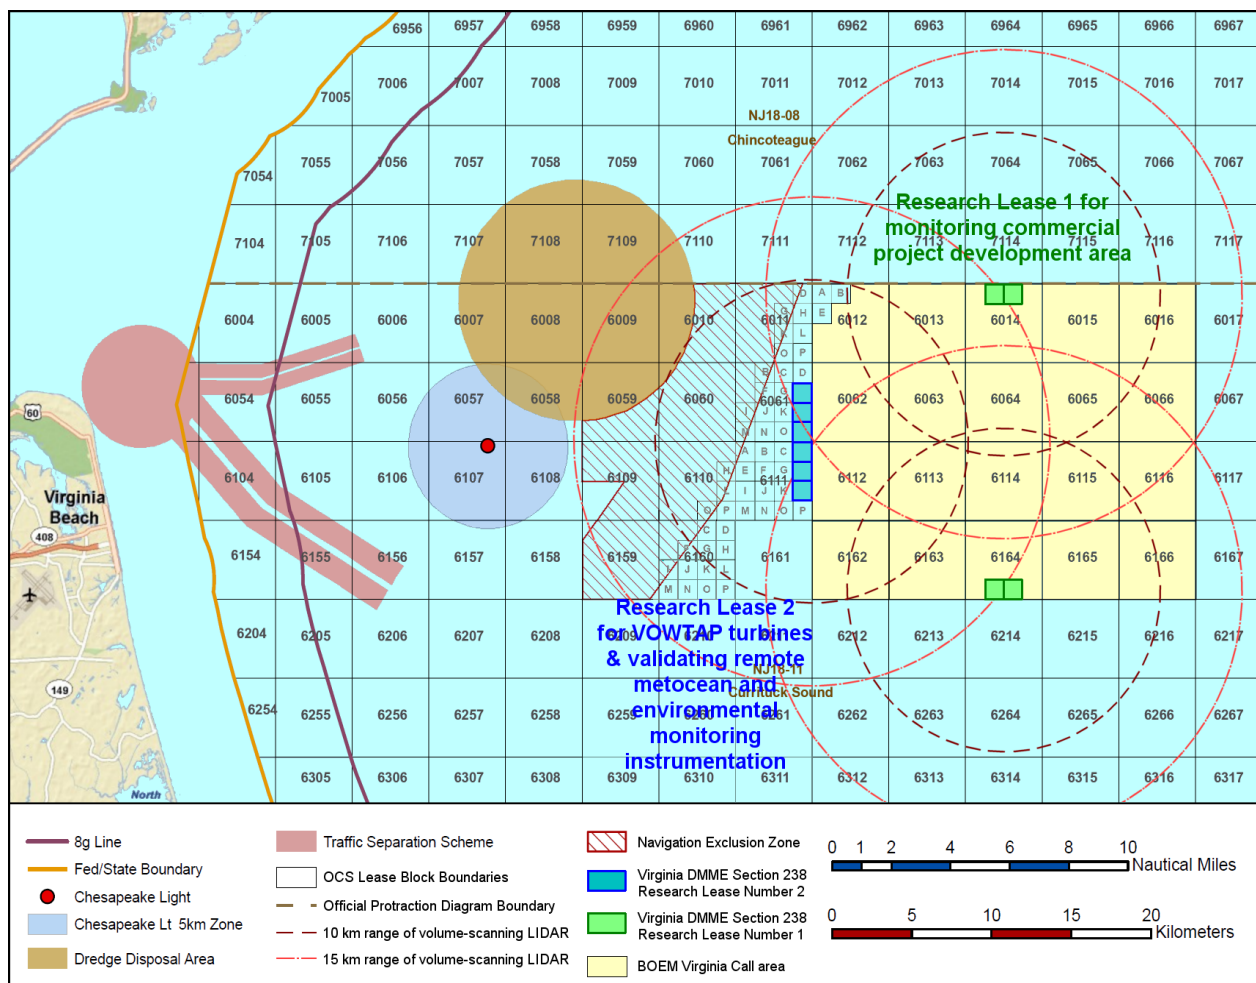 6956 6957 6958 6959 6960 6961 6962 6963 6964 6965 6966 6967
7005 7006 7007 7008 7009 7010 7011 7012 7013 7014 7015 7016 7017
NJ18-08
Chincoteague
7054 7055 7056 7057 7058 7059 7060 7061 7062 7063 7064 7065 7066 7067
Research Lease 1 for
monitoring commercial
project development area
7104 7105 7106 7107 7108 7109 7110 7111 7112 7113 7114 7115 7116 7117
D A B
G H E
L
O P
6004 6005 6006 6007 6008 6009 6010 6011 6012 6013 6014 6015 6016 6017
B C D
F G
I J K
M N O
6054 6055 6056 6057 6058 6059 6060 6061 6062 6063 6064 6065 6066 6067
60
A B C
H E F G
L I J K
O P M N O P
6104 6105 6106 6107 6108 6109 6110 6111 6112 6113 6114 6115 6116 6117
Virginia
Beach
408
C D
G H
I J K L
M N O P
6154 6155 6156 6157 6158 6159 6160 6161 6162 6163 6164 6165 6166 6167
Research Lease 2
for VOWTAP turbines
& validating remote
metocean and
environmental
monitoring
instrumentation
6204 6205 6206 6207 6208 6209 6210 6211 6212 6213 6214 6215 6216 6217
NJ18-11
Currituck Sound
149
6254 6255 6256 6257 6258 6259 6260 6261 6262 6263 6264 6265 6266 6267
North
6305 6306 6307 6308 6309 6310 6311 6312 6313 6314 6315 6316 6317
8g Line
Fed/State Boundary
Chesapeake Light
Chesapeake Lt 5km Zone
Dredge Disposal Area
Traffic Separation Scheme
OCS Lease Block Boundaries
Official Protraction Diagram Boundary
10 km range of volume-scanning LIDAR
15 km range of volume-scanning LIDAR
Navigation Exclusion Zone
Virginia DMME Section 238
Research Lease Number 2
Virginia DMME Section 238
Research Lease Number 1
BOEM Virginia Call area
0 1 2 4 6 8 10
Nautical Miles
0 5 10 15 20
Kilometers